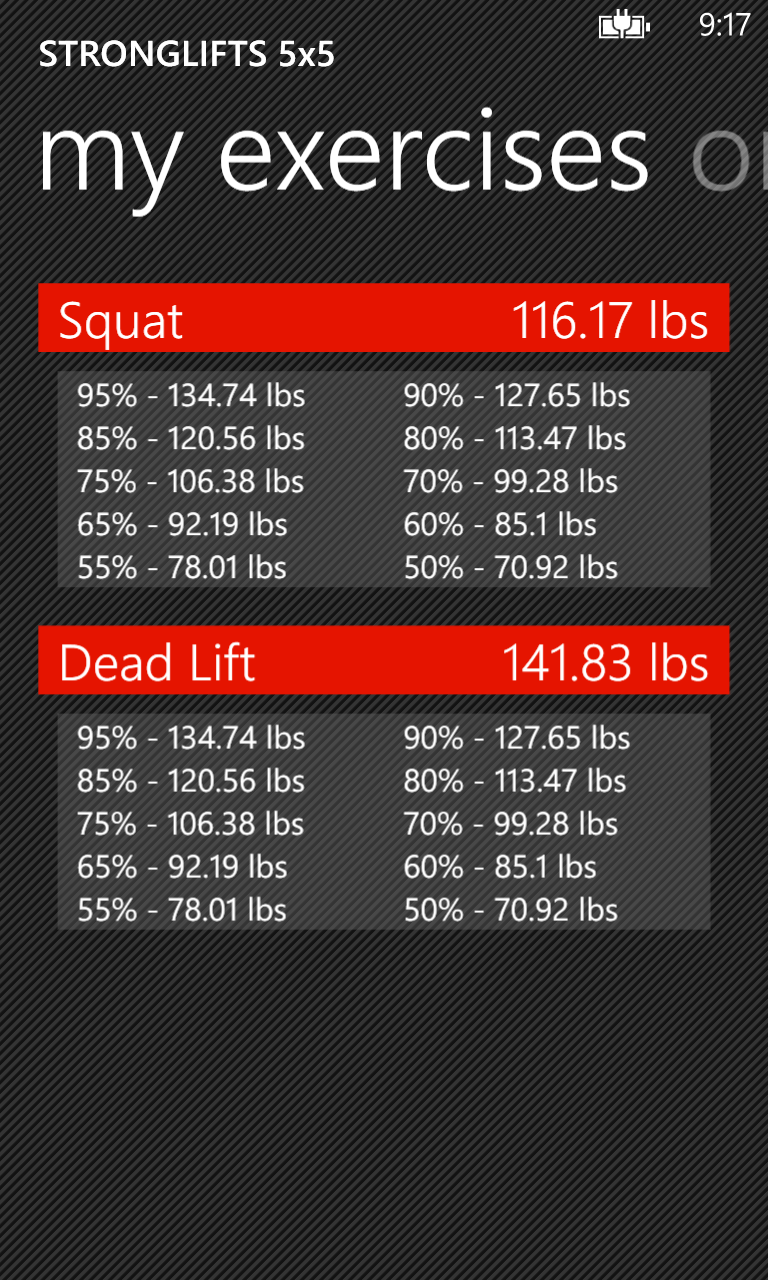 9:17
STRONGLIFTS 5x5
my exercises
Squat 116.17 lbs
95% - 134.74 lbs 90% - 127.65 lbs
85% - 120.56 lbs 80% - 113.47 lbs
75% - 106.38 lbs 70% - 99.28 lbs
65% - 92.19 lbs 60% - 85.1 lbs
55% - 78.01 lbs 50% - 70.92 lbs
Dead Lift 141.83 lbs
95% - 134.74 lbs 90% - 127.65 lbs
85% - 120.56 lbs 80% - 113.47 lbs
75% - 106.38 lbs 70% - 99.28 lbs
65% - 92.19 lbs 60% - 85.1 lbs
55% - 78.01 lbs 50% - 70.92 lbs